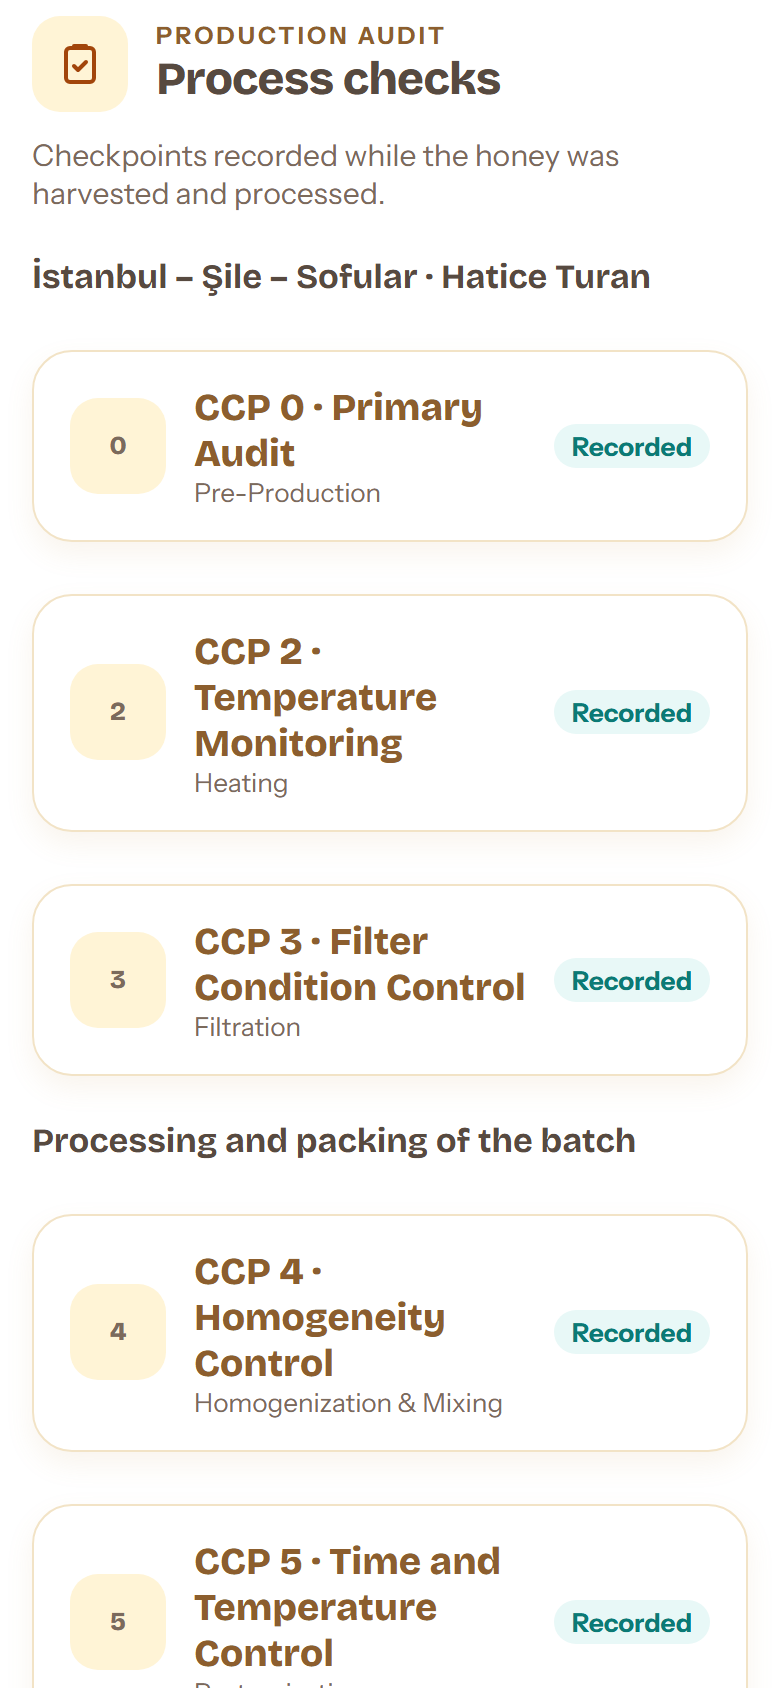 PRODUCTION AUDIT
Process checks
Checkpoints recorded while the honey was
harvested and processed.
İstanbul – Şile – Sofular · Hatice Turan
0
CCP 0 · Primary
Audit
Pre-Production
Recorded
2
CCP 2 ·
Temperature
Monitoring
Heating
Recorded
3
CCP 3 · Filter
Condition Control
Filtration
Recorded
Processing and packing of the batch
4
CCP 4 ·
Homogeneity
Control
Homogenization & Mixing
Recorded
5
CCP 5 · Time and
Temperature
Control
Recorded